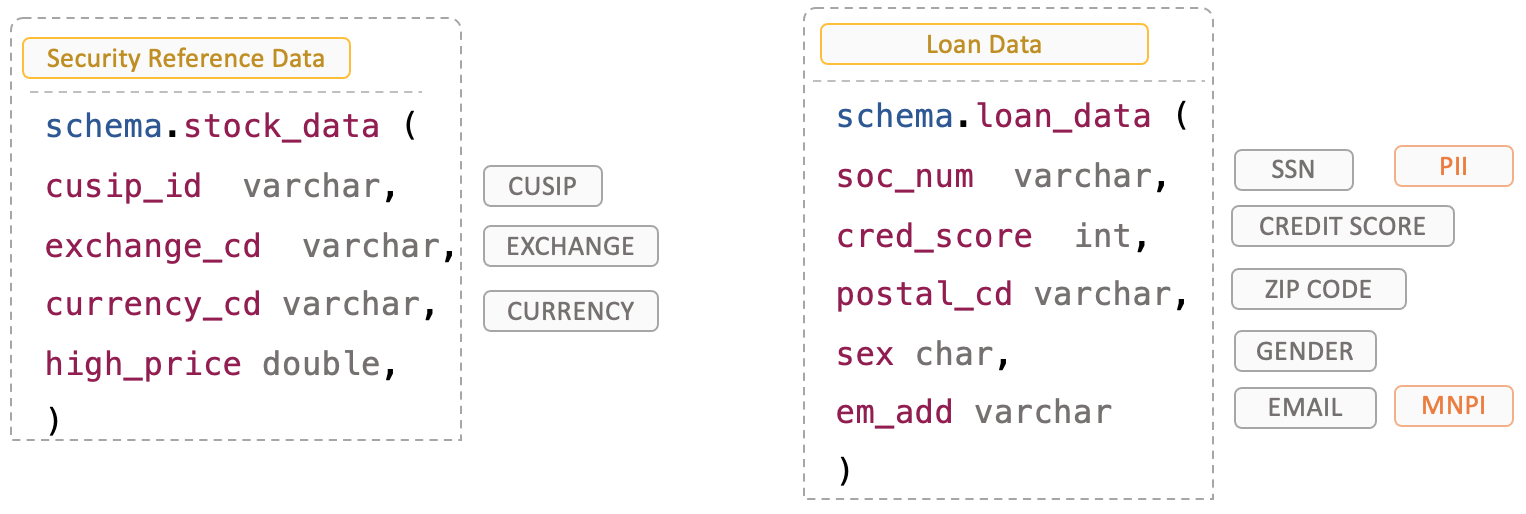 Security Reference Data
schema.stock_data (
cusip_id varchar, CUSIP
exchange_cd varchar, EXCHANGE
currency_cd varchar, CURRENCY
high_price double,
)
Loan Data
schema.loan_data (
soc_num varchar, SSN PII
cred_score int, CREDIT SCORE
postal_cd varchar, ZIP CODE
sex char, GENDER
em_add varchar EMAIL MNPI
)